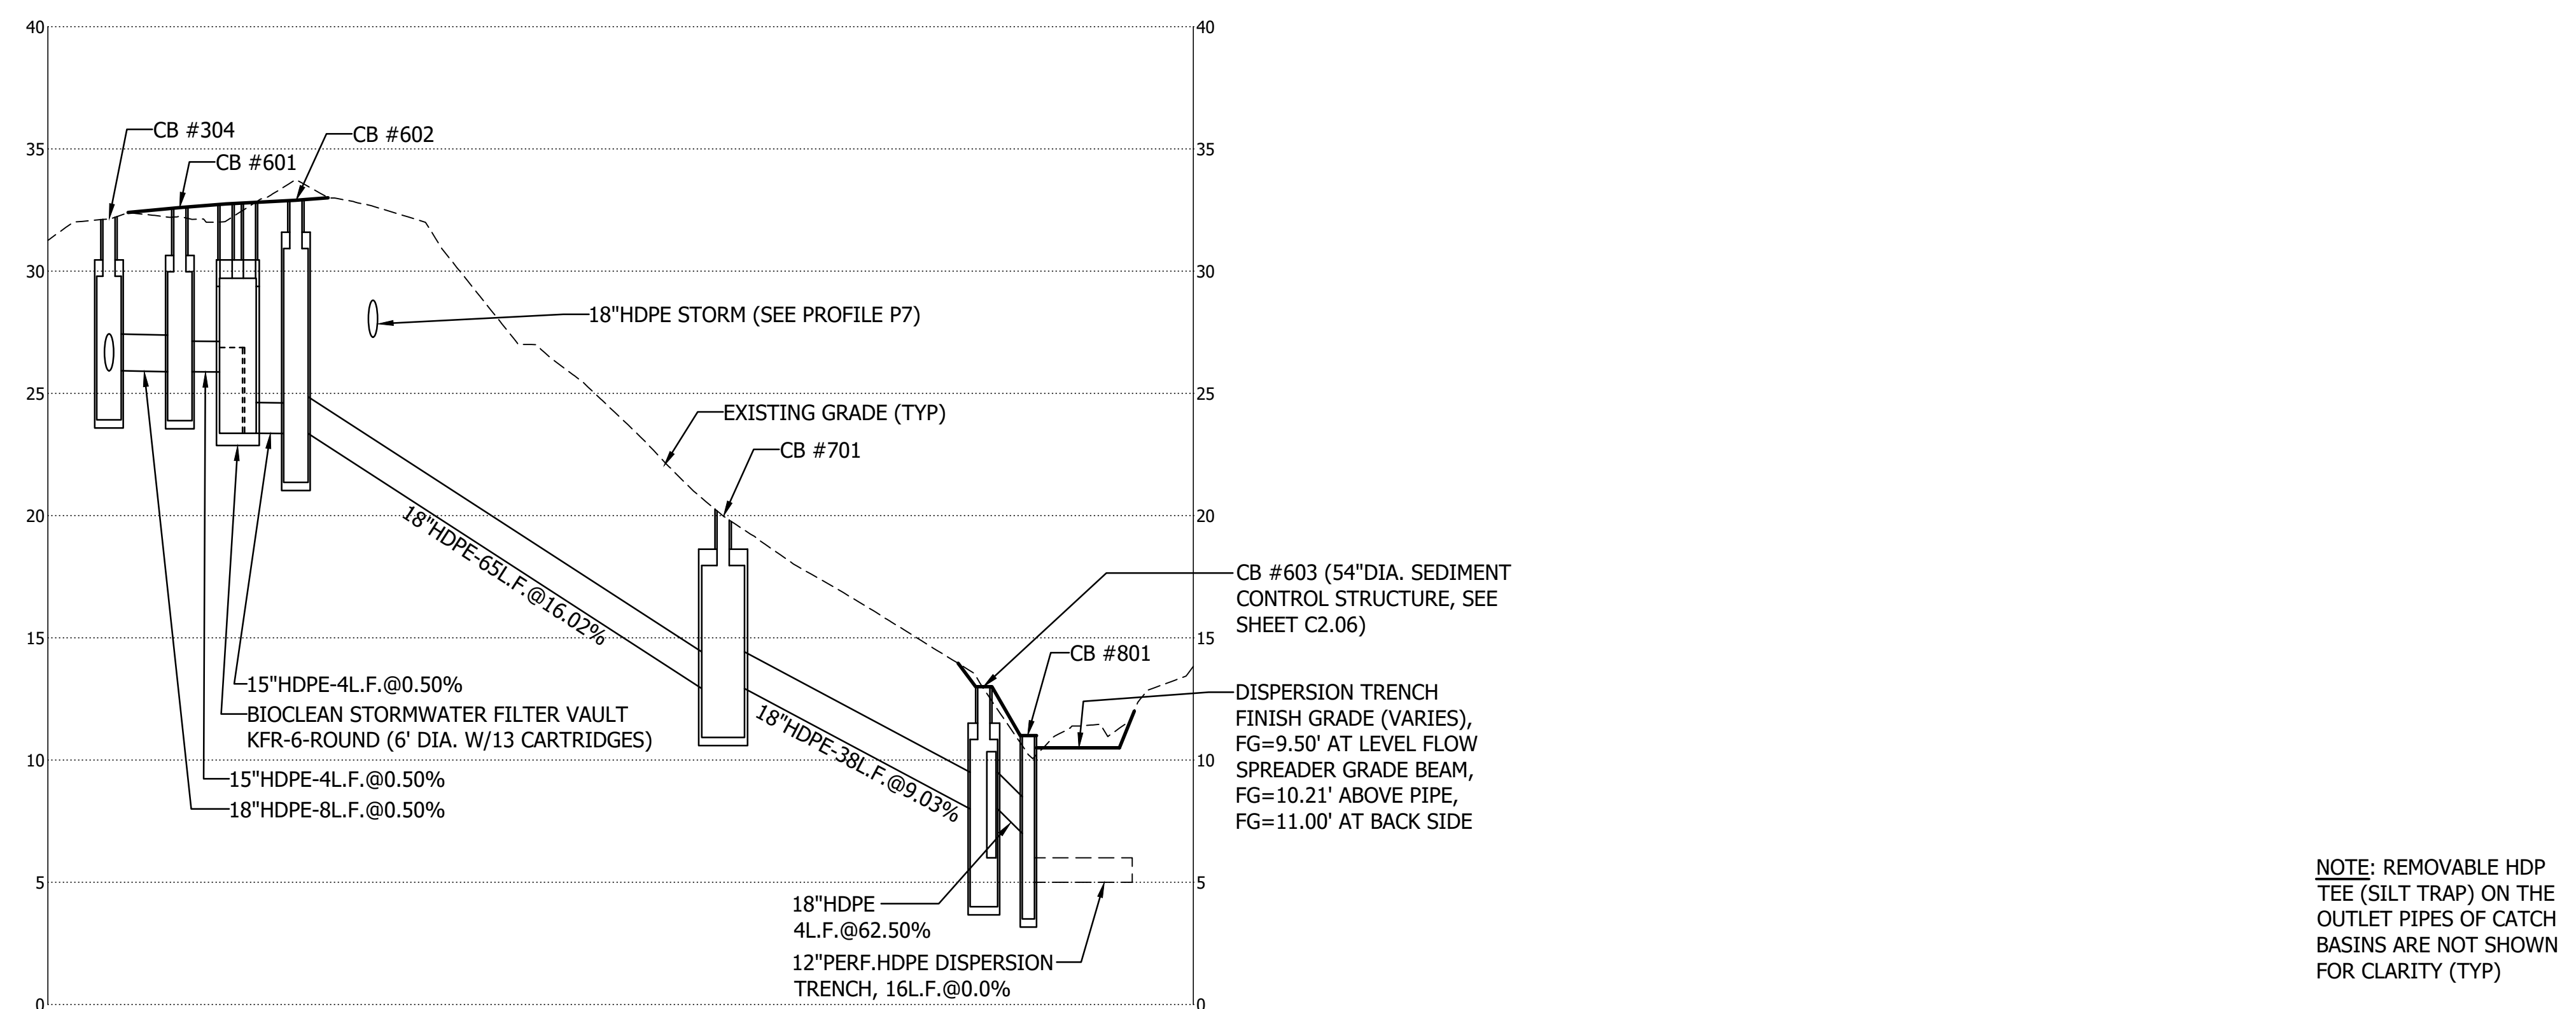 40
40
CB #304
CB #602
35
35
CB #601
30
30
18"HDPE STORM (SEE PROFILE P7)
25
25
EXISTING GRADE (TYP)
CB #701
20
20
18"HDPE-65L.F.@16.02%
CB #603 (54"DIA. SEDIMENT
CONTROL STRUCTURE, SEE
SHEET C2.06)
15
15
CB #801
15"HDPE-4L.F.@0.50%
BIOCLEAN STORMWATER FILTER VAULT
KFR-6-ROUND (6' DIA. W/13 CARTRIDGES)
15"HDPE-4L.F.@0.50%
18"HDPE-8L.F.@0.50%
18"HDPE-38L.F.@9.03%
DISPERSION TRENCH
FINISH GRADE (VARIES),
FG=9.50' AT LEVEL FLOW
SPREADER GRADE BEAM,
FG=10.21' ABOVE PIPE,
FG=11.00' AT BACK SIDE
10
10
5
5
18"HDPE
4L.F.@62.50%
12"PERF.HDPE DISPERSION
TRENCH, 16L.F.@0.0%
0
0
NOTE: REMOVABLE HDP
TEE (SILT TRAP) ON THE
OUTLET PIPES OF CATCH
BASINS ARE NOT SHOWN
FOR CLARITY (TYP)